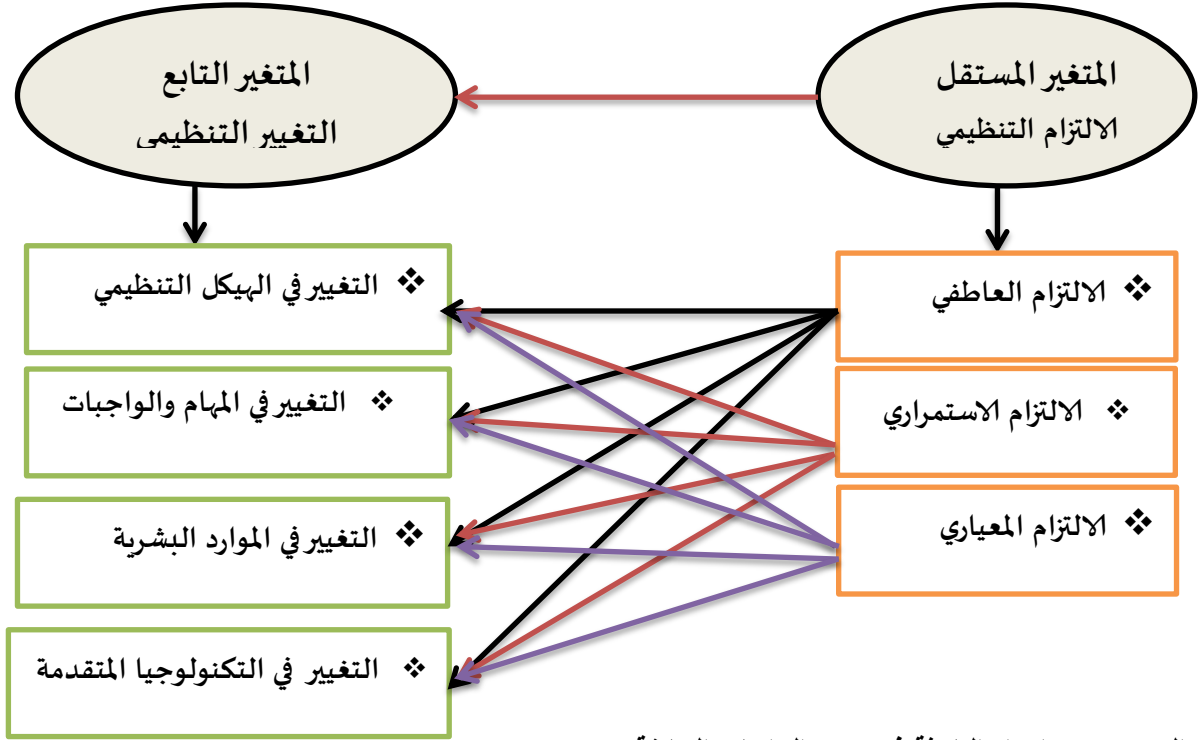 المتغير المستقل
الالتزام التنظيمي
المتغير التابع
التغيير التنظيمي
❖ الالتزام العاطفي
❖ الالتزام الاستمراري
❖ الالتزام المعياري
❖ التغيير في الهيكل التنظيمي
❖ التغيير في المهام والواجبات
❖ التغيير في الموارد البشرية
❖ التغيير في التكنولوجيا المتقدمة